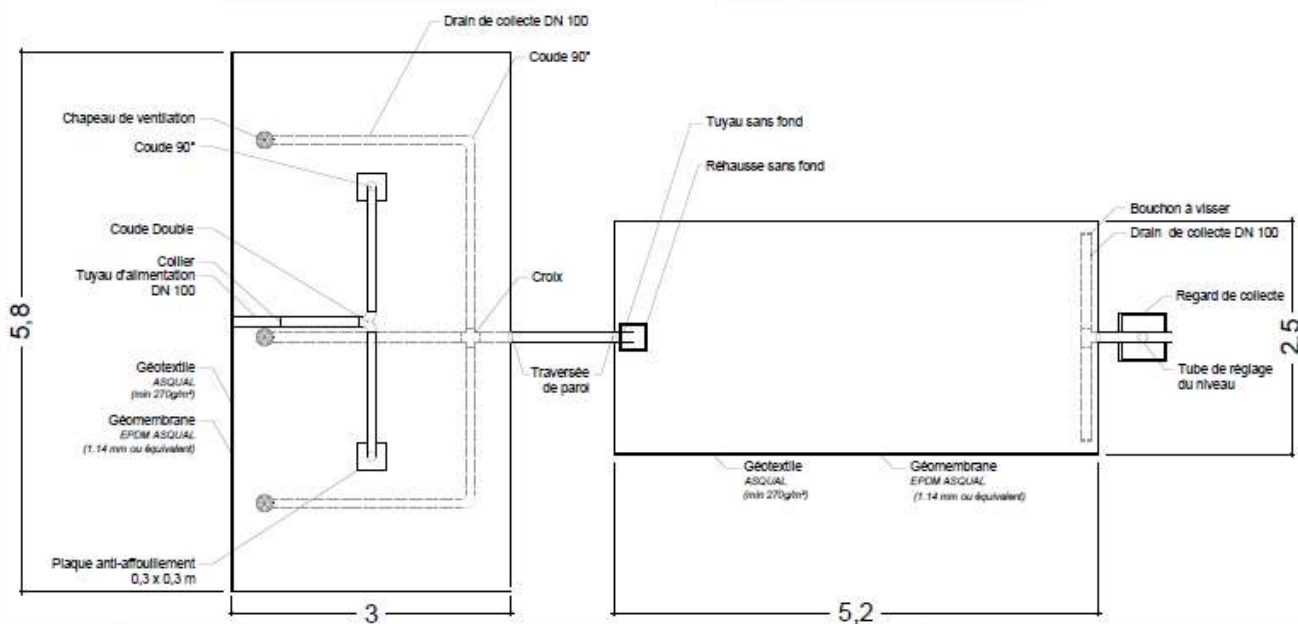 Drain de collecte DN 100
Coude 90°
Chapeau de ventilation
Coude 90°
Coude Double
Collier
Tuyau d'alimentation
DN 100
5,8
Géotextile
ASQUAL
(min 270g/m²)
Géomembrane
EPDM ASQUAL
(1.14 mm ou équivalent)
Plaque anti-affouillement
0,3 x 0,3 m
3
Croix
Traversée
de paroi
Tuyau sans fond
Réhausse sans fond
Bouchon à visser
Drain de collecte DN 100
Regard de collecte
2,5
Tube de réglage
du niveau
Géotextile
ASQUAL
(min 270g/m²)
Géomembrane
EPDM ASQUAL
(1.14 mm ou équivalent)
5,2